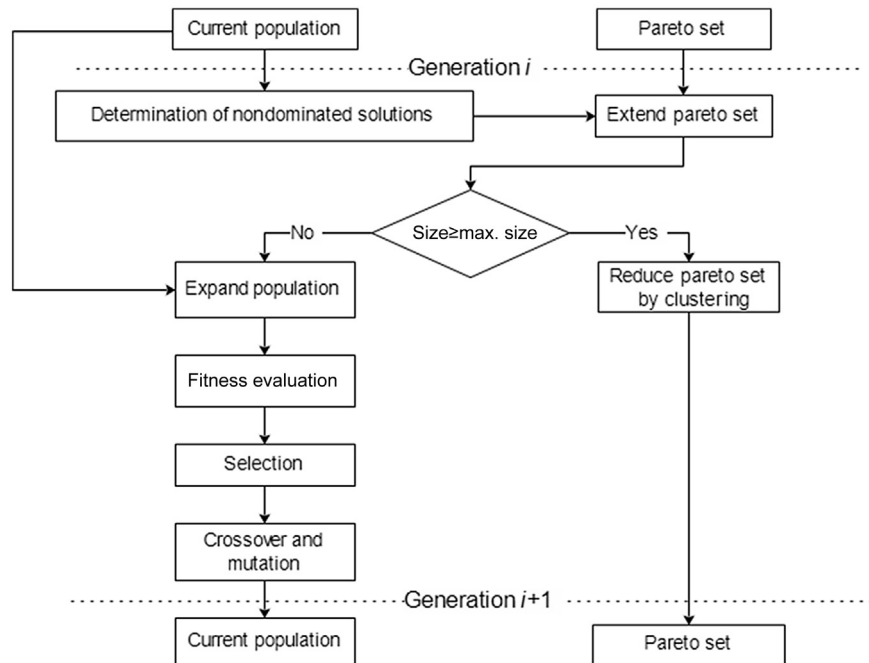 Current population
Pareto set
Generation i
Determination of nondominated solutions
Extend pareto set
Size≥max. size
No
Yes
Expand population
Reduce pareto set
by clustering
Fitness evaluation
Selection
Crossover and
mutation
Generation i+1
Current population
Pareto set